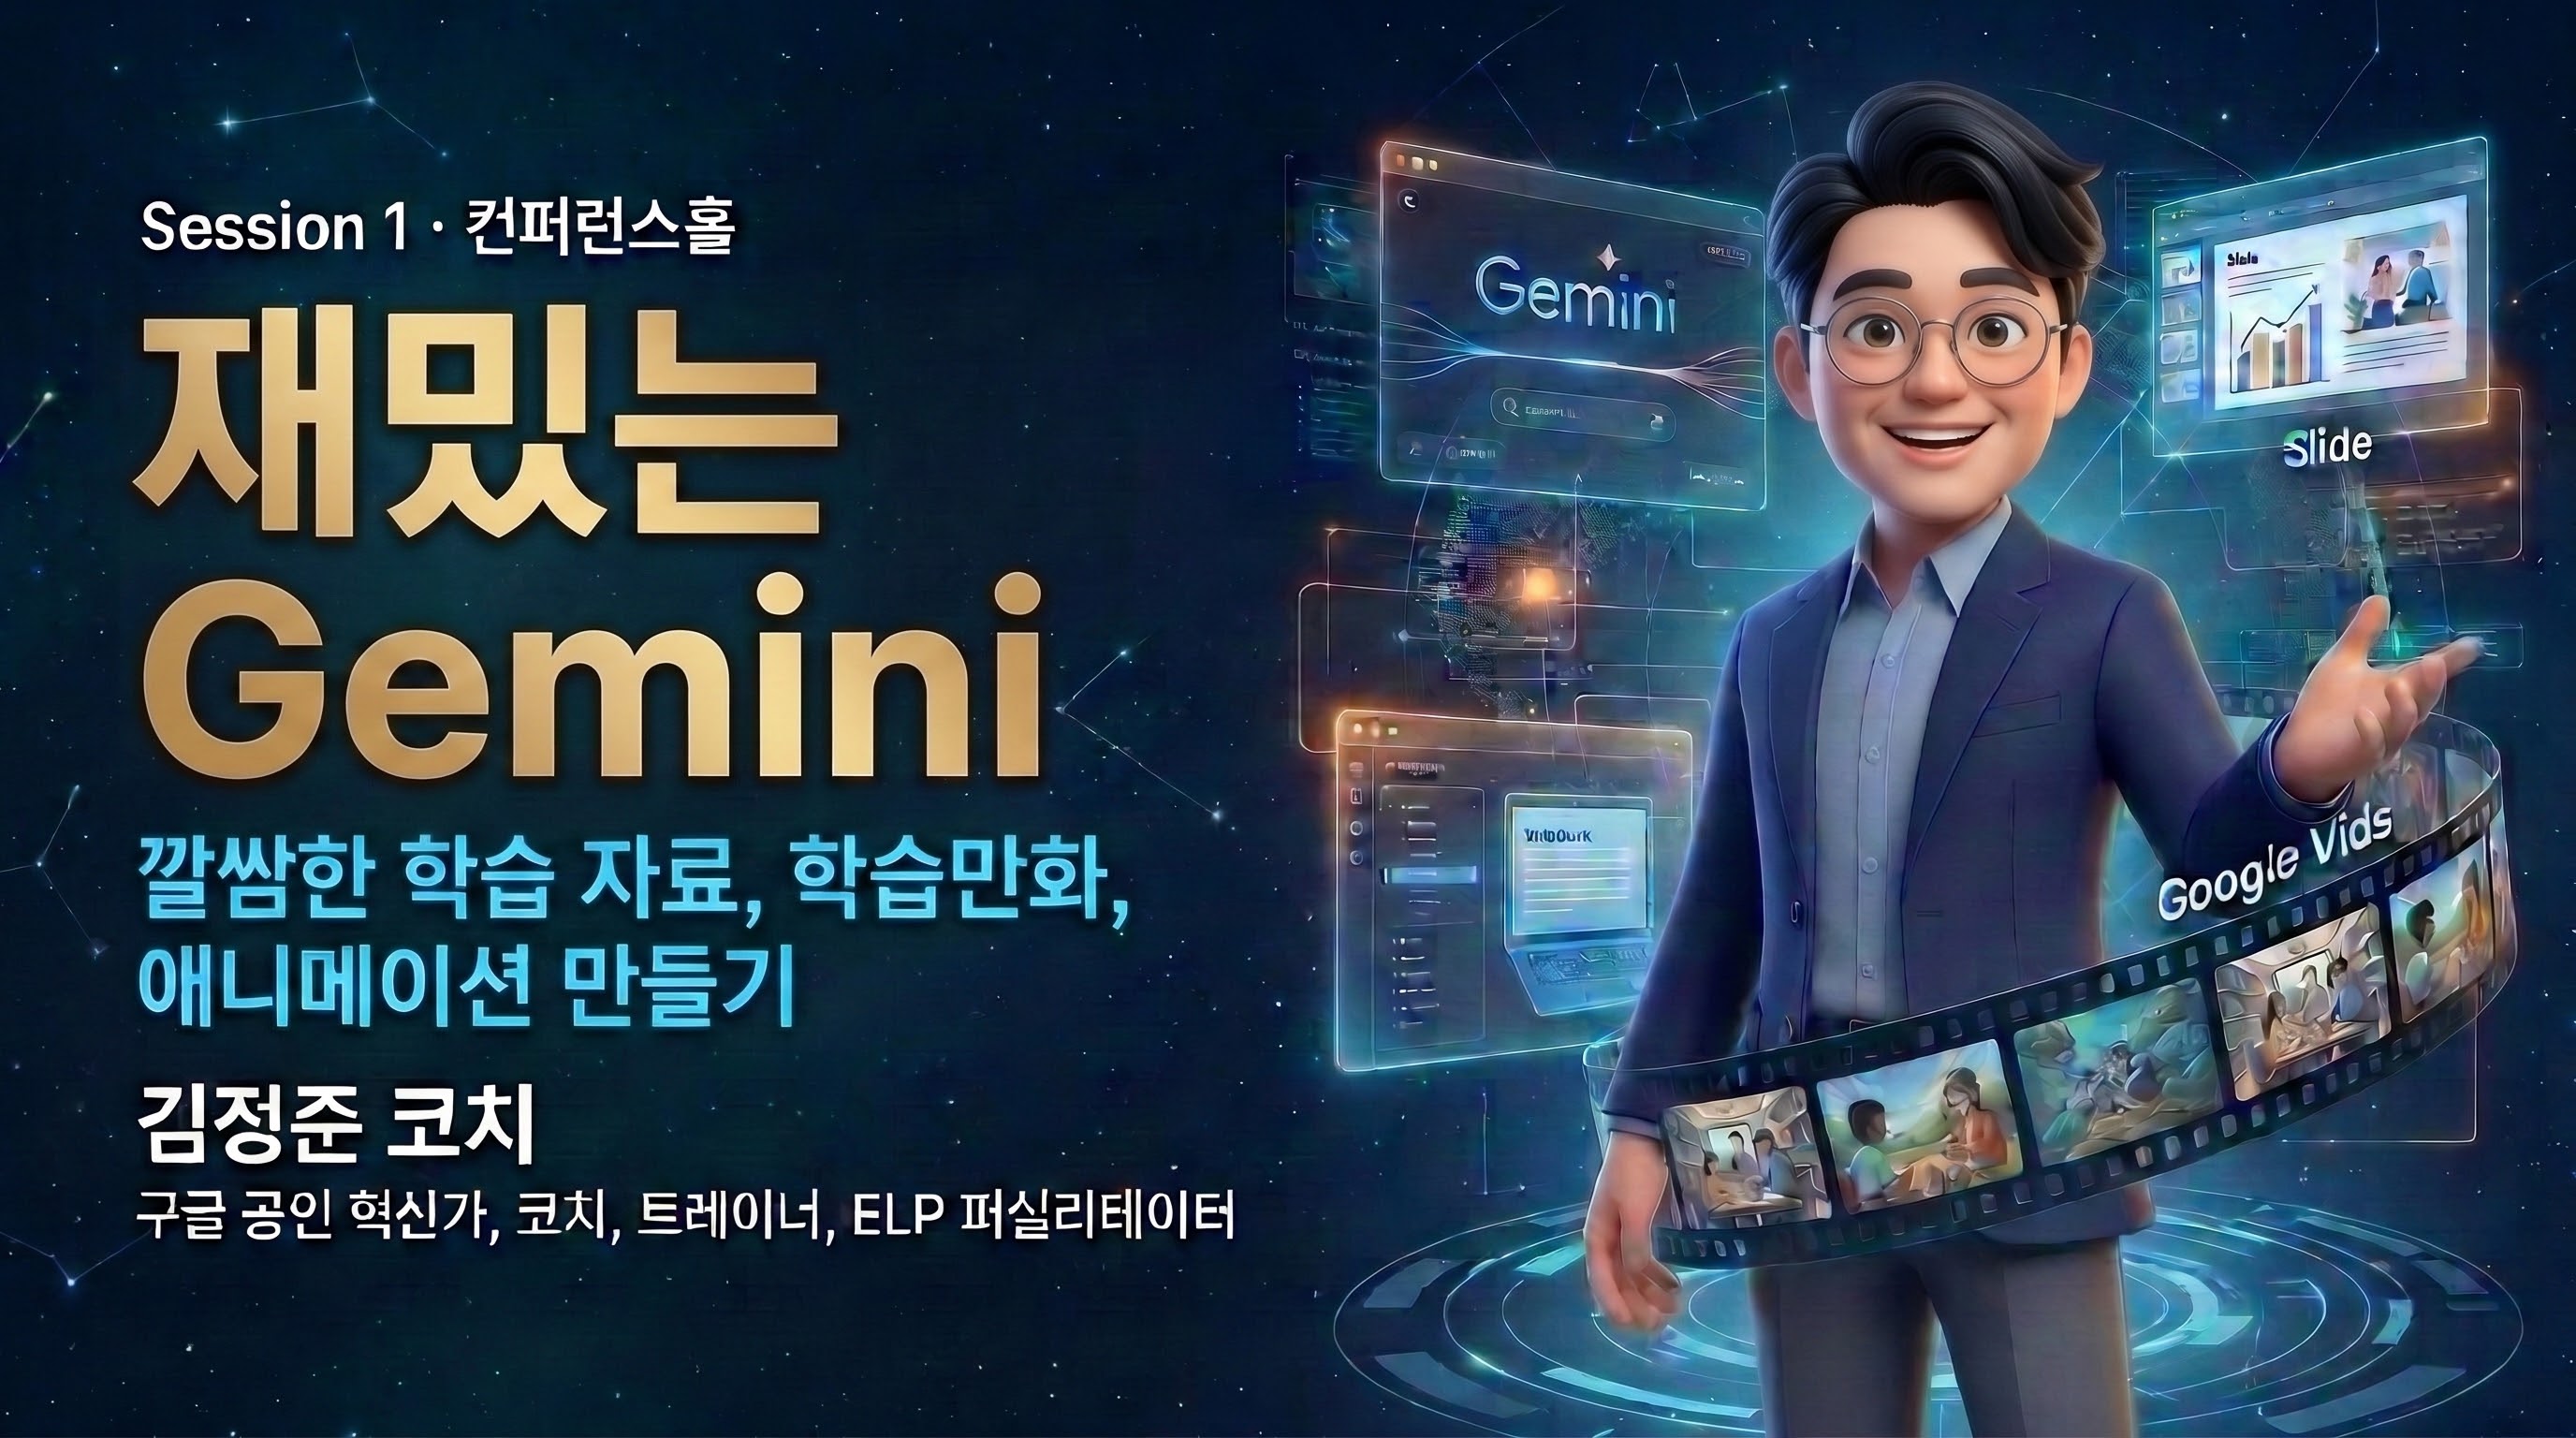 Session 1 · 컨퍼런스홀
재밌는
Gemini
깔쌈한 학습 자료, 학습만화,
애니메이션 만들기
김정준 코치
구글 공인 혁신가, 코치, 트레이너, ELP 퍼실리테이터
Gemini
Slide
Google Vids